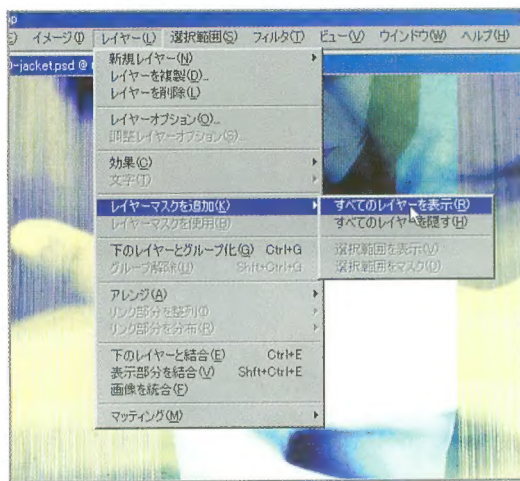 op
イメージ(I) レイヤー(L) 選択範囲(S) フィルタ(T) ビュー(V) ウインドウ(W) ヘルプ(H)
0-jacket.psd @
新規レイヤー(N)
レイヤーを複製(D)...
レイヤーを削除(L)
レイヤーオプション(O)...
調整レイヤーオプション(S)...
効果(C)
文字(T)
レイヤーマスクを追加(K)
すべてのレイヤーを表示(R)
レイヤーマスクを使用(B)
すべてのレイヤーを隠す(H)
下のレイヤーとグループ化(G) Ctrl+G
選択範囲を表示(V)
グループ解除(U) Shft+Ctrl+G
選択範囲をマスク(D)
アレンジ(A)
リンク部分を整列(I)
リンク部分を分布(R)
下のレイヤーと結合(E) Ctrl+E
表示部分を結合(V) Shft+Ctrl+E
画像を統合(F)
マッティング(M)